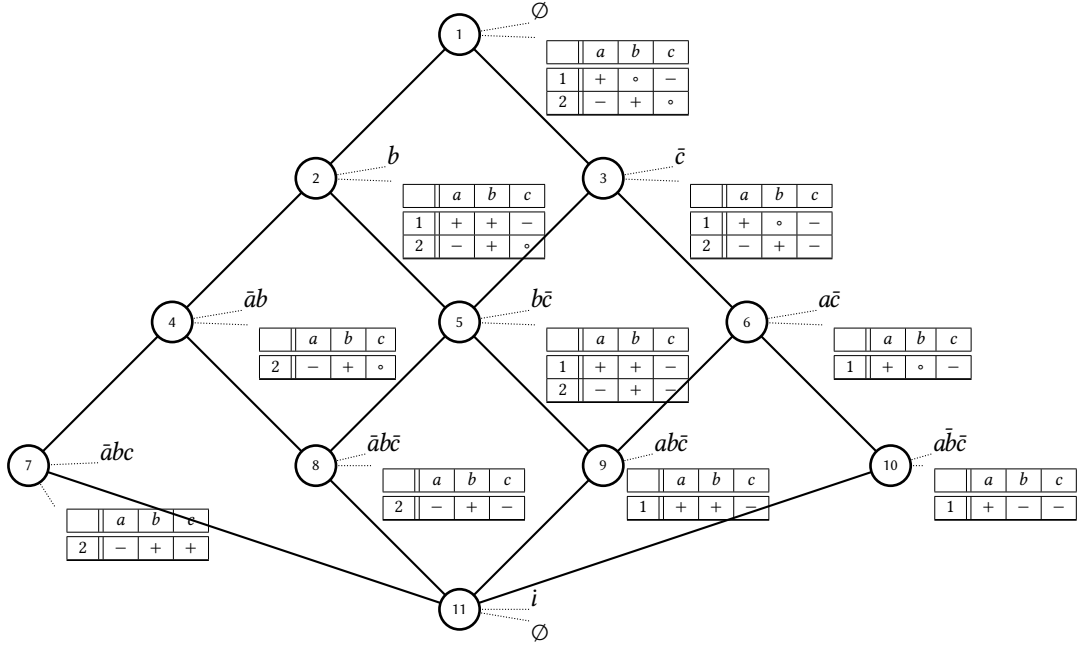 1 ∅
a b c
1 + ∘ −
2 − + ∘
2 b
a b c
1 + + −
2 − + ∘
3 c̄
a b c
1 + ∘ −
2 − + −
4 āb
a b c
2 − + ∘
5 bc̄
a b c
1 + + −
2 − + −
6 ac̄
a b c
1 + ∘ −
7 ābc
a b c
2 − + +
8 ābc̄
a b c
2 − + −
9 abc̄
a b c
1 + + −
10 ab̄c̄
a b c
1 + − −
11 i
∅